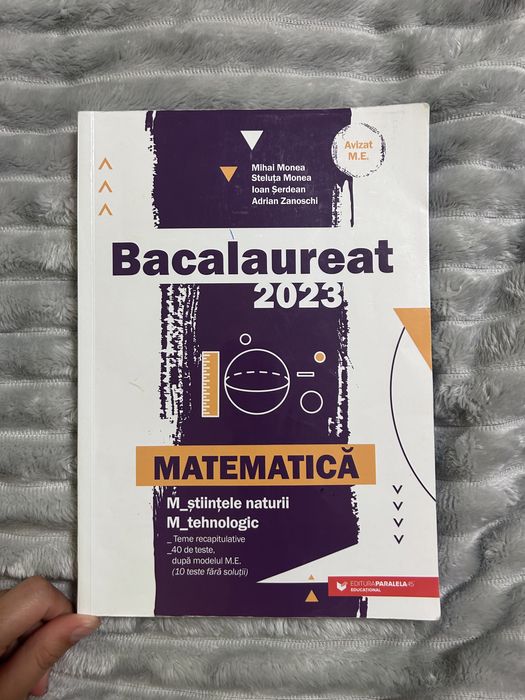 Avizat
M.E.
Mihai Monea
Steluța Monea
Ioan Șerdean
Adrian Zanoschi
Bacalaureat
2023
MATEMATICĂ
M_științele naturii
M_tehnologic
_ Teme recapitulative
_40 de teste,
după modelul M.E.
(10 teste fără soluții)
EDITURA PARALELA 45
EDUCAȚIONAL